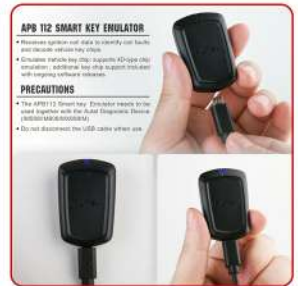 APB 112 SMART KEY EMULATOR
• Receives ignition coil data to identify coil faults
and decode vehicle key chips.
• Emulates vehicle key chip: supports XD-type chip
emulation ; additional key chip support included
with ongoing software releases.
PRECAUTIONS
• The APB112 Smart Key Emulator needs to be
used together with the Autel Diagnostic Device
• Do not disconnect the USB cable when use.